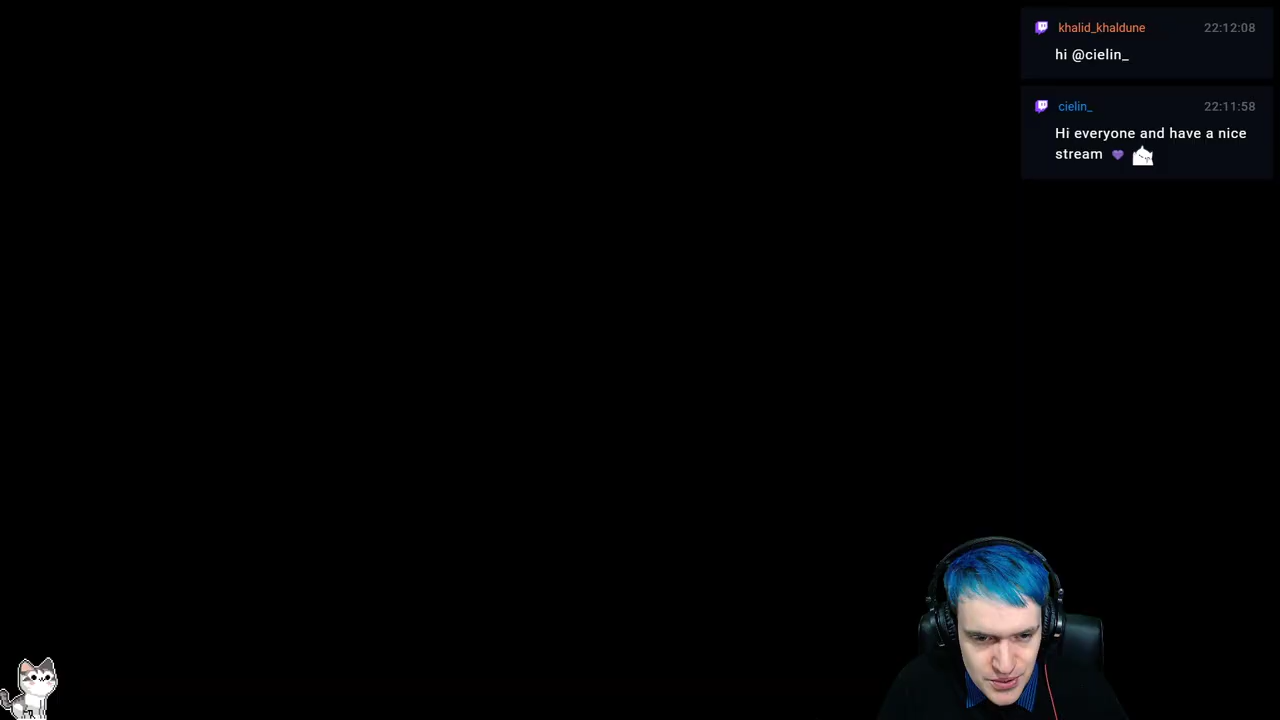 khalid_khaldune 22:12:08
hi @cielin_
cielin_ 22:11:58
Hi everyone and have a nice
stream 💜